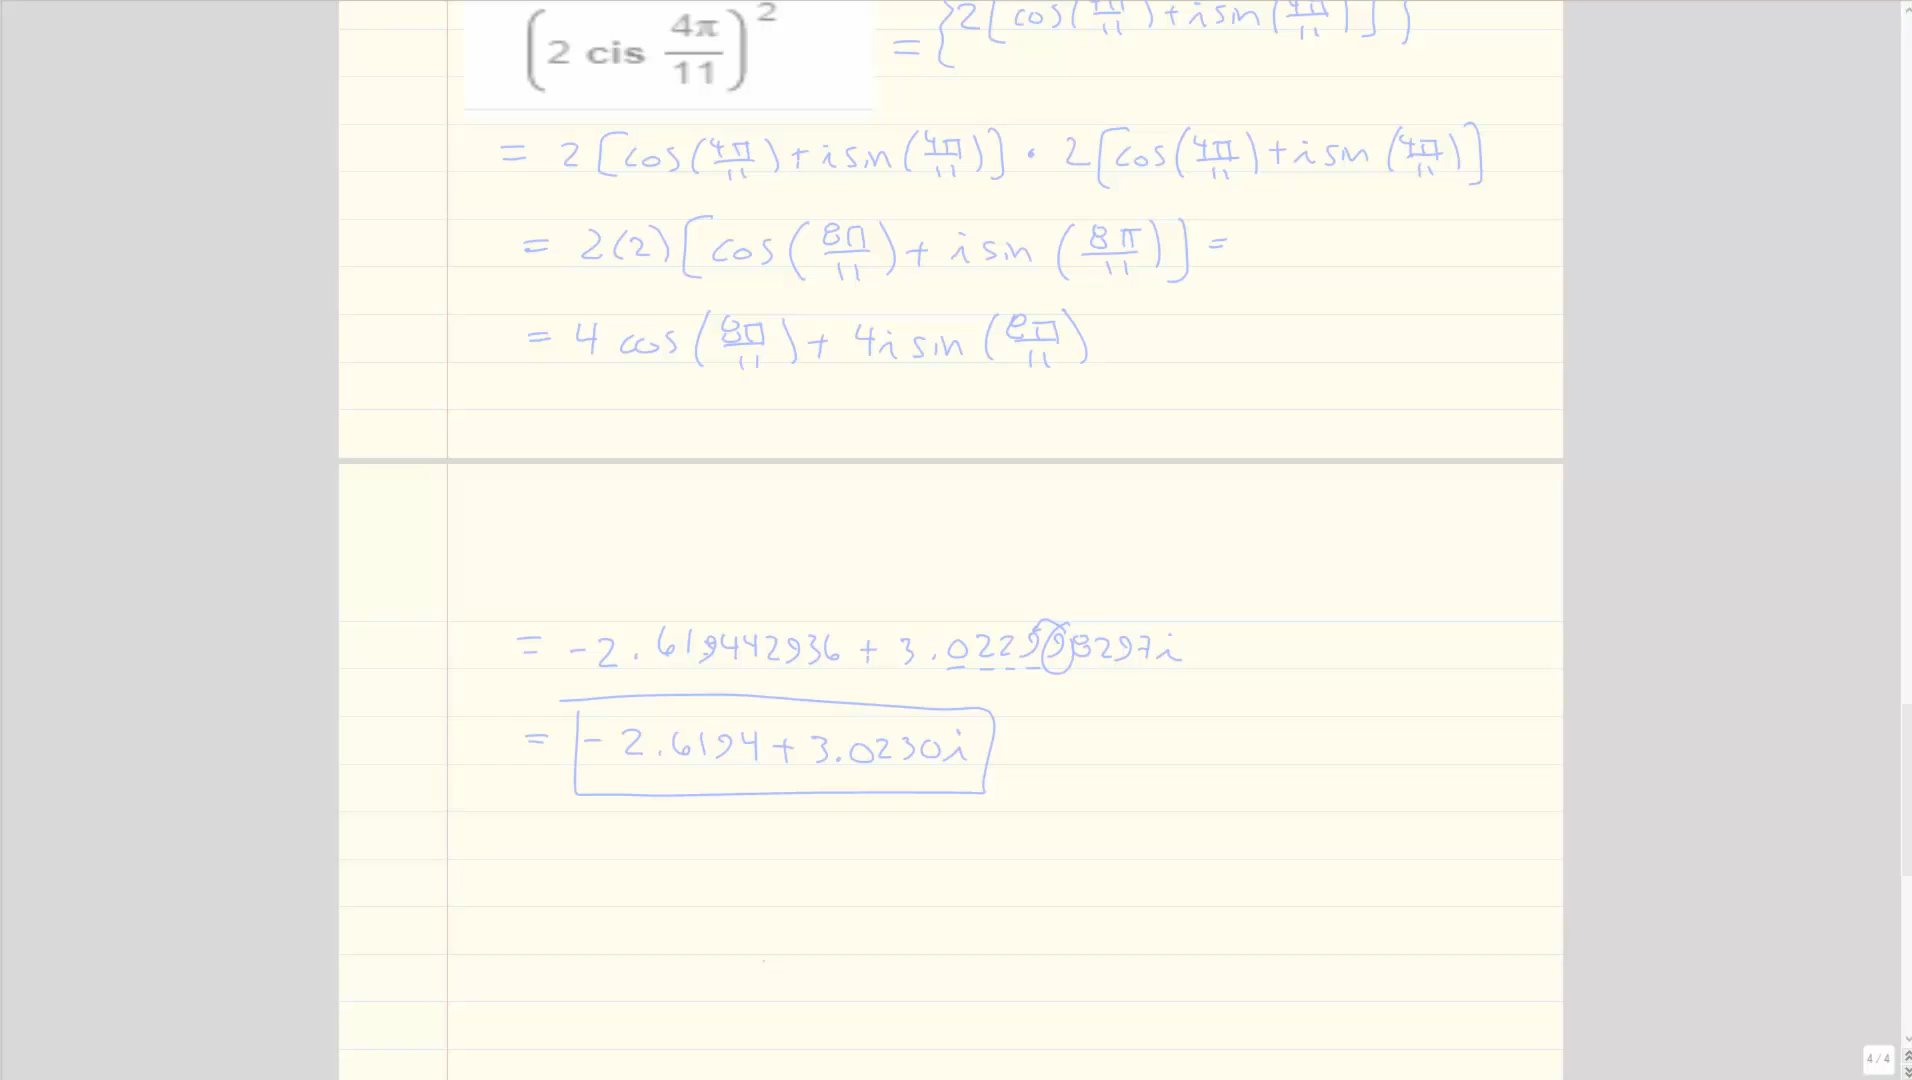 (2 cis 4π/11)² = {2[cos(4π/11) + i sin(4π/11)]}
= 2[cos(4π/11) + i sin(4π/11)] · 2[cos(4π/11) + i sin(4π/11)]
= 2(2)[cos(8π/11) + i sin(8π/11)] =
= 4 cos(8π/11) + 4i sin(8π/11)
= -2.619442936 + 3.022998297i
= -2.6194 + 3.0230i
4 / 4